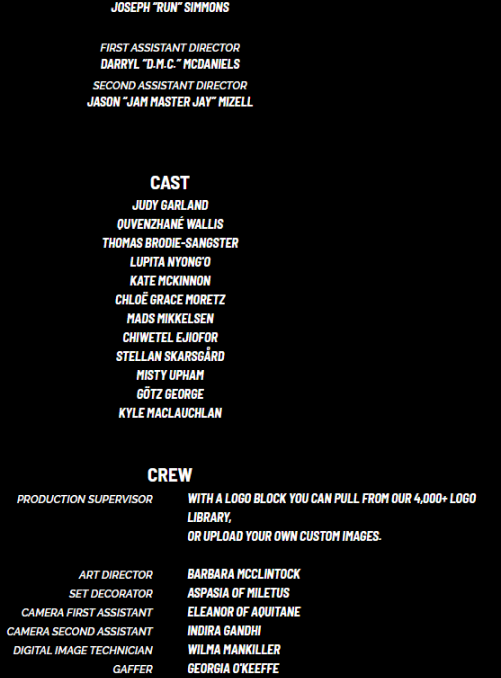 JOSEPH “RUN” SIMMONS
FIRST ASSISTANT DIRECTOR
DARRYL “D.M.C.” MCDANIELS
SECOND ASSISTANT DIRECTOR
JASON “JAM MASTER JAY” MIZELL
CAST
JUDY GARLAND
QUVENZHANÉ WALLIS
THOMAS BRODIE-SANGSTER
LUPITA NYONG'O
KATE MCKINNON
CHLOË GRACE MORETZ
MADS MIKKELSEN
CHIWETEL EJIOFOR
STELLAN SKARSGÅRD
MISTY UPHAM
GÖTZ GEORGE
KYLE MACLAUCHLAN
CREW
PRODUCTION SUPERVISOR WITH A LOGO BLOCK YOU CAN PULL FROM OUR 4,000+ LOGO
LIBRARY,
OR UPLOAD YOUR OWN CUSTOM IMAGES.
ART DIRECTOR BARBARA MCCLINTOCK
SET DECORATOR ASPASIA OF MILETUS
CAMERA FIRST ASSISTANT ELEANOR OF AQUITANE
CAMERA SECOND ASSISTANT INDIRA GANDHI
DIGITAL IMAGE TECHNICIAN WILMA MANKILLER
GAFFER GEORGIA O'KEEFFE